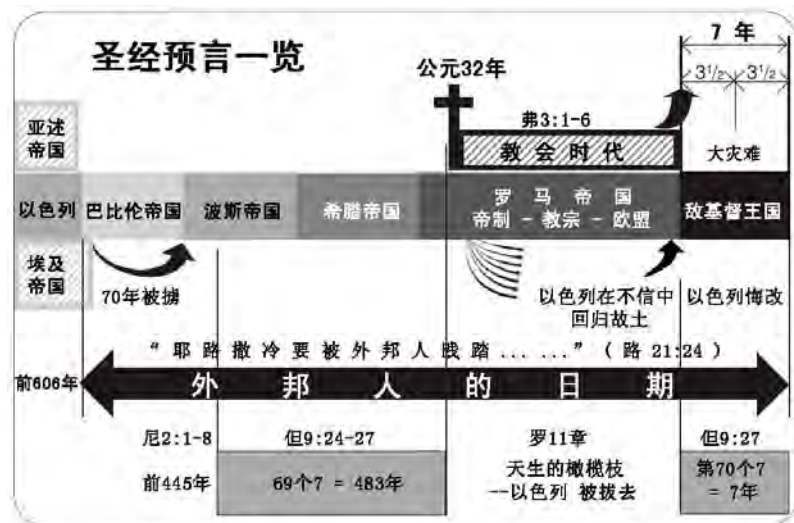 圣经预言一览
7 年
3½
3½
公元32年
弗3:1-6
教会时代
大灾难
亚述
帝国
以色列
巴比伦帝国
波斯帝国
希腊帝国
罗马帝国
帝制 - 教宗 - 欧盟
敌基督王国
埃及
帝国
70年被掳
以色列在不信中
回归故土
以色列悔改
“耶路撒冷要被外邦人践踏......”(路21:24)
前606年
外邦人的日期
尼2:1-8
但9:24-27
罗11章
但9:27
前445年
69个7 = 483年
天生的橄榄枝
--以色列 被拔去
第70个7
= 7年